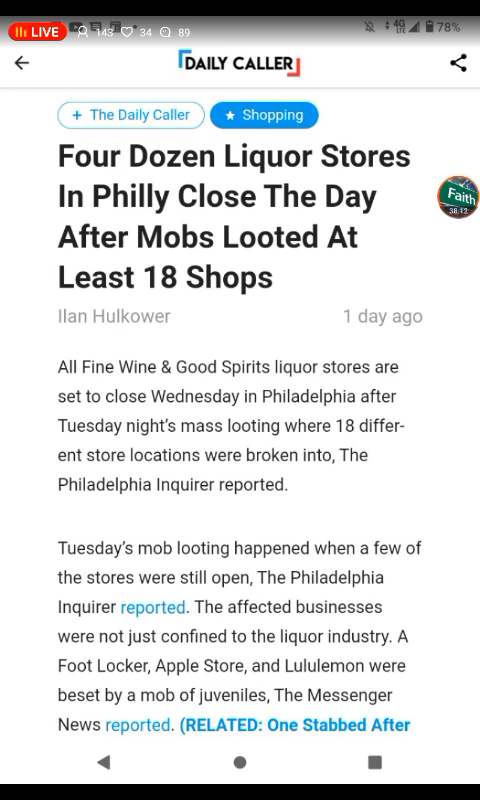 LIVE 143 34 89
4G LTE 78%
DAILY CALLER
+ The Daily Caller ★ Shopping
Four Dozen Liquor Stores
In Philly Close The Day
After Mobs Looted At
Least 18 Shops
Faith
38:12
Ilan Hulkower 1 day ago
All Fine Wine & Good Spirits liquor stores are
set to close Wednesday in Philadelphia after
Tuesday night’s mass looting where 18 differ-
ent store locations were broken into, The
Philadelphia Inquirer reported.
Tuesday’s mob looting happened when a few of
the stores were still open, The Philadelphia
Inquirer reported. The affected businesses
were not just confined to the liquor industry. A
Foot Locker, Apple Store, and Lululemon were
beset by a mob of juveniles, The Messenger
News reported. (RELATED: One Stabbed After